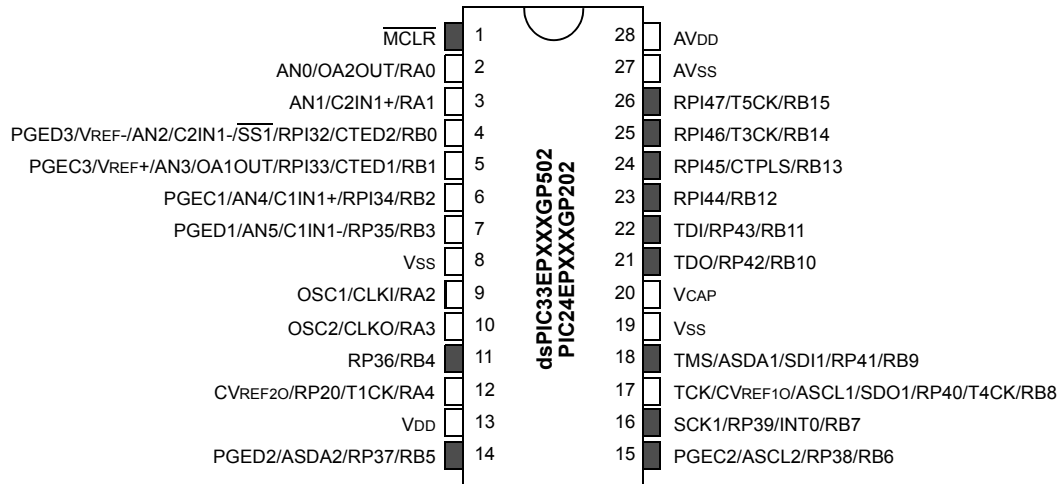 MCLR 1
AN0/OA2OUT/RA0 2
AN1/C2IN1+/RA1 3
PGED3/VREF-/AN2/C2IN1-/SS1/RPI32/CTED2/RB0 4
PGEC3/VREF+/AN3/OA1OUT/RPI33/CTED1/RB1 5
PGEC1/AN4/C1IN1+/RPI34/RB2 6
PGED1/AN5/C1IN1-/RP35/RB3 7
VSS 8
OSC1/CLKI/RA2 9
OSC2/CLKO/RA3 10
RP36/RB4 11
CVREF2O/RP20/T1CK/RA4 12
VDD 13
PGED2/ASDA2/RP37/RB5 14
dsPIC33EPXXXGP502
PIC24EPXXXGP202
28 AVDD
27 AVSS
26 RPI47/T5CK/RB15
25 RPI46/T3CK/RB14
24 RPI45/CTPLS/RB13
23 RPI44/RB12
22 TDI/RP43/RB11
21 TDO/RP42/RB10
20 VCAP
19 VSS
18 TMS/ASDA1/SDI1/RP41/RB9
17 TCK/CVREF1O/ASCL1/SDO1/RP40/T4CK/RB8
16 SCK1/RP39/INT0/RB7
15 PGEC2/ASCL2/RP38/RB6